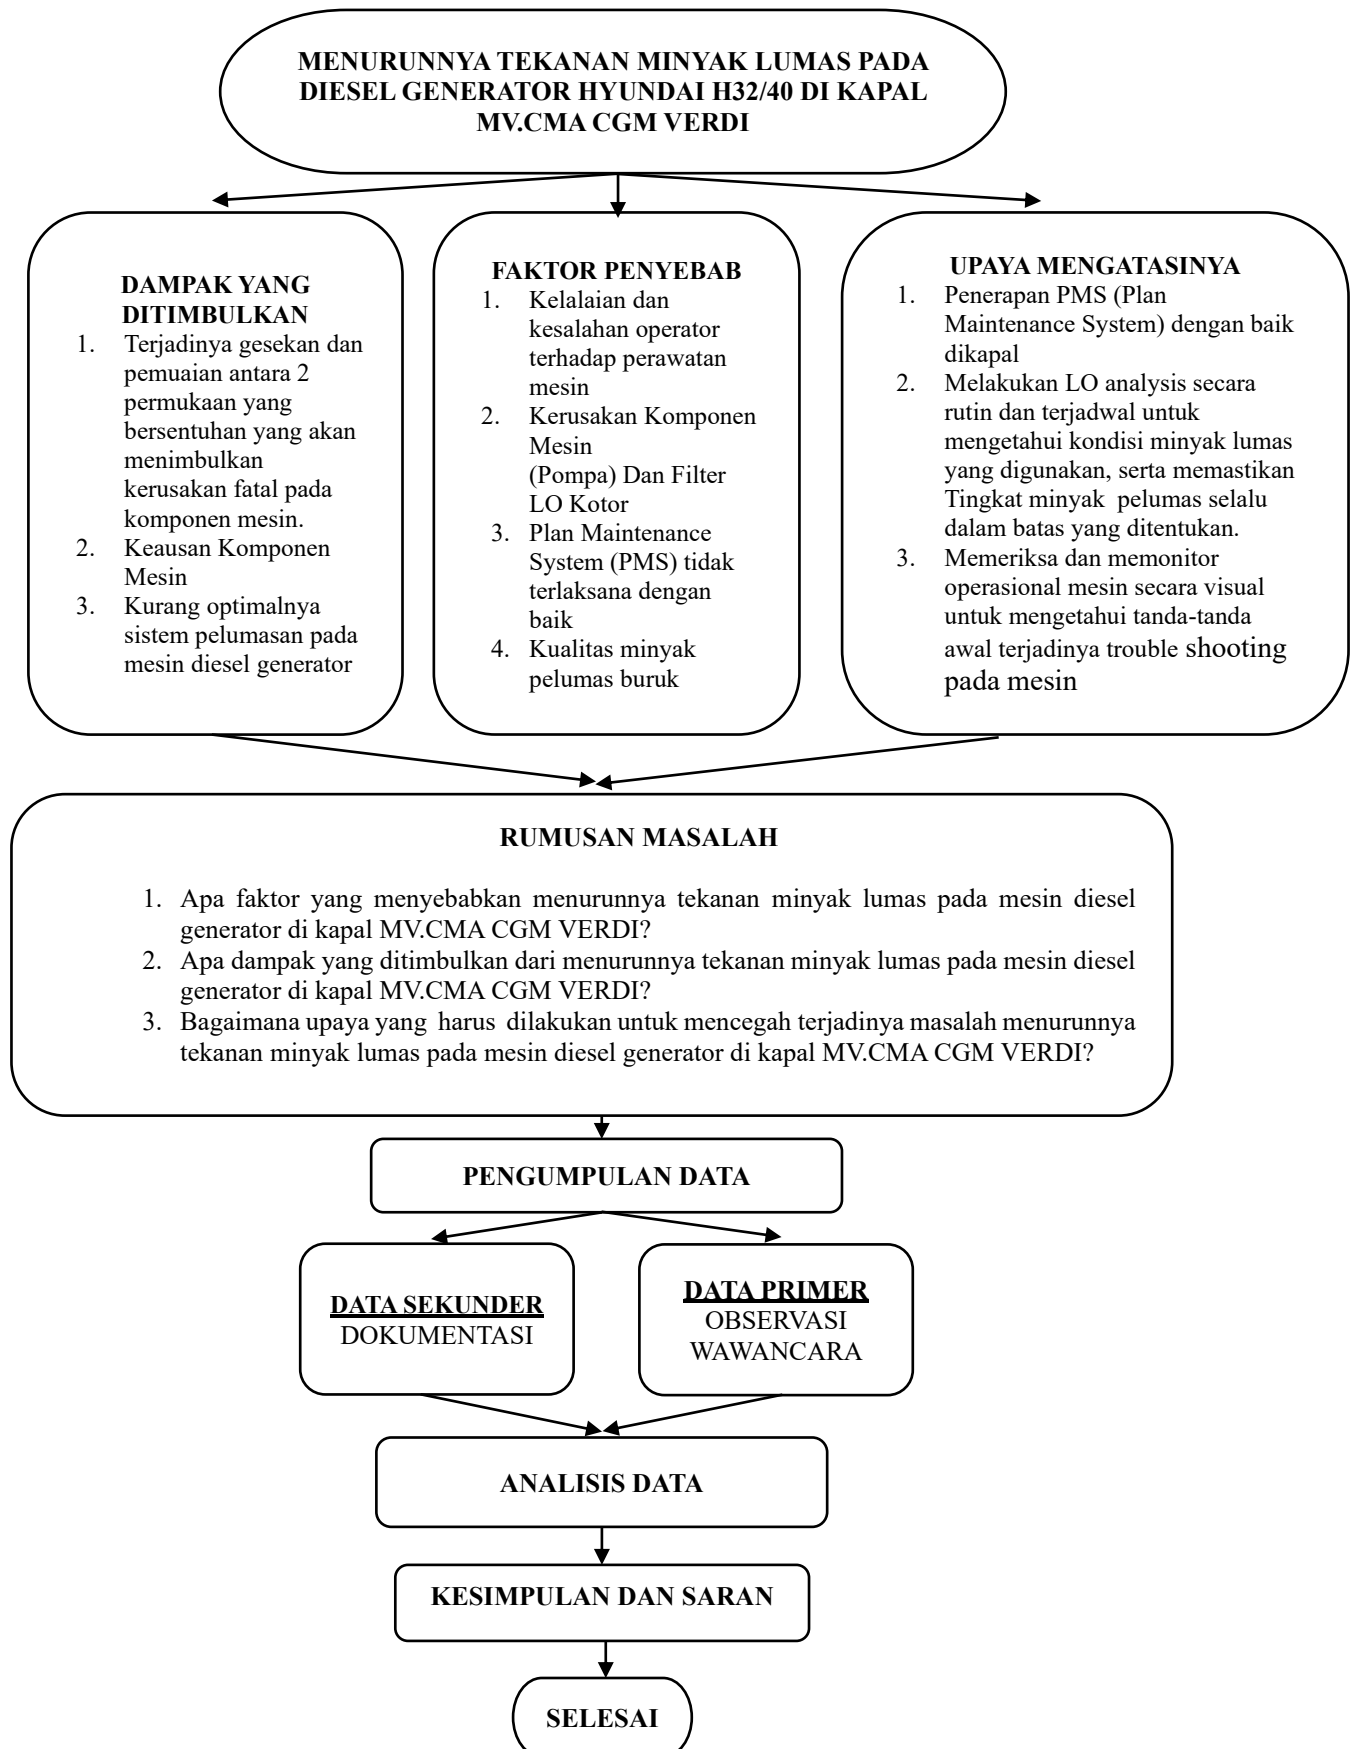 MENURUNNYA TEKANAN MINYAK LUMAS PADA
DIESEL GENERATOR HYUNDAI H32/40 DI KAPAL
MV.CMA CGM VERDI
DAMPAK YANG
DITIMBULKAN
1. Terjadinya gesekan dan
pemuaian antara 2
permukaan yang
bersentuhan yang akan
menimbulkan
kerusakan fatal pada
komponen mesin.
2. Keausan Komponen
Mesin
3. Kurang optimalnya
sistem pelumasan pada
mesin diesel generator
FAKTOR PENYEBAB
1. Kelalaian dan
kesalahan operator
terhadap perawatan
mesin
2. Kerusakan Komponen
Mesin
(Pompa) Dan Filter
LO Kotor
3. Plan Maintenance
System (PMS) tidak
terlaksana dengan
baik
4. Kualitas minyak
pelumas buruk
UPAYA MENGATASINYA
1. Penerapan PMS (Plan
Maintenance System) dengan baik
dikapal
2. Melakukan LO analysis secara
rutin dan terjadwal untuk
mengetahui kondisi minyak lumas
yang digunakan, serta memastikan
Tingkat minyak pelumas selalu
dalam batas yang ditentukan.
3. Memeriksa dan memonitor
operasional mesin secara visual
untuk mengetahui tanda-tanda
awal terjadinya trouble shooting
pada mesin
RUMUSAN MASALAH
1. Apa faktor yang menyebabkan menurunnya tekanan minyak lumas pada mesin diesel
generator di kapal MV.CMA CGM VERDI?
2. Apa dampak yang ditimbulkan dari menurunnya tekanan minyak lumas pada mesin diesel
generator di kapal MV.CMA CGM VERDI?
3. Bagaimana upaya yang harus dilakukan untuk mencegah terjadinya masalah menurunnya
tekanan minyak lumas pada mesin diesel generator di kapal MV.CMA CGM VERDI?
PENGUMPULAN DATA
DATA SEKUNDER
DOKUMENTASI
DATA PRIMER
OBSERVASI
WAWANCARA
ANALISIS DATA
KESIMPULAN DAN SARAN
SELESAI